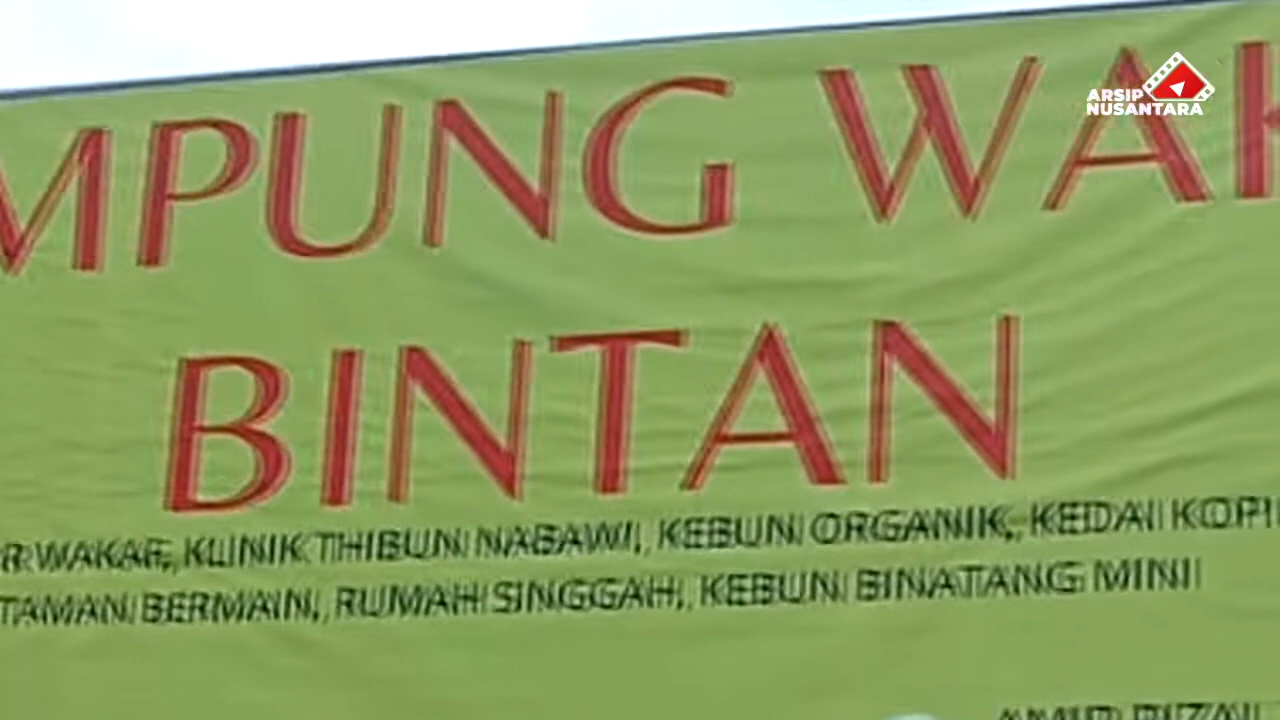 ARSIP
NUSANTARA
MPUNG WAK
BINTAN
R WAKAF, KLINIK THIBUN NABAWI, KEBUN ORGANIK, KEDAI KOPI
TAMAN BERMAIN, RUMAH SINGGAH, KEBUN BINATANG MINI